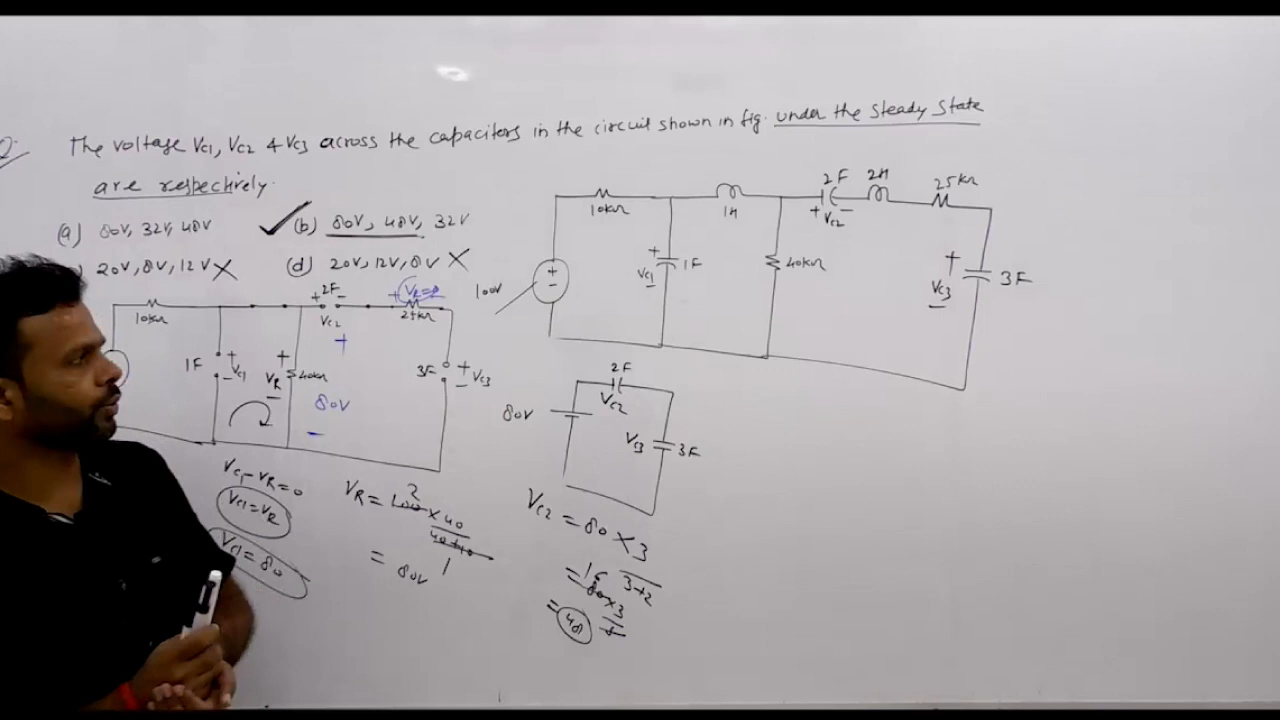 Q.
The voltage Vc1, Vc2 & Vc3 across the capacitors in the circuit shown in fig. under the steady state
are respectively.
(a) 80V, 32V, 48V
(b) 80V, 48V, 32V
) 20V, 8V, 12V X
(d) 20V, 12V, 8V X
10kΩ
1H
2F
2H
25kΩ
+ Vc2 −
100V
+
−
+
Vc1
−
1F
40kΩ
+
Vc3
−
3F
10kΩ
+ 2F −
Vc2
+ VR=0
25kΩ
1F
+
Vc1
−
+
VR
−
40kΩ
+
80V
−
3F
+
Vc3
−
2F
Vc2
80V
Vc3
3F
Vc1 − VR = 0
Vc1 = VR
Vc1 = 80
VR = 100 × 40
40+10
= 80V
Vc2 = 80 × 3
3+2
= 80 × 3
= 48